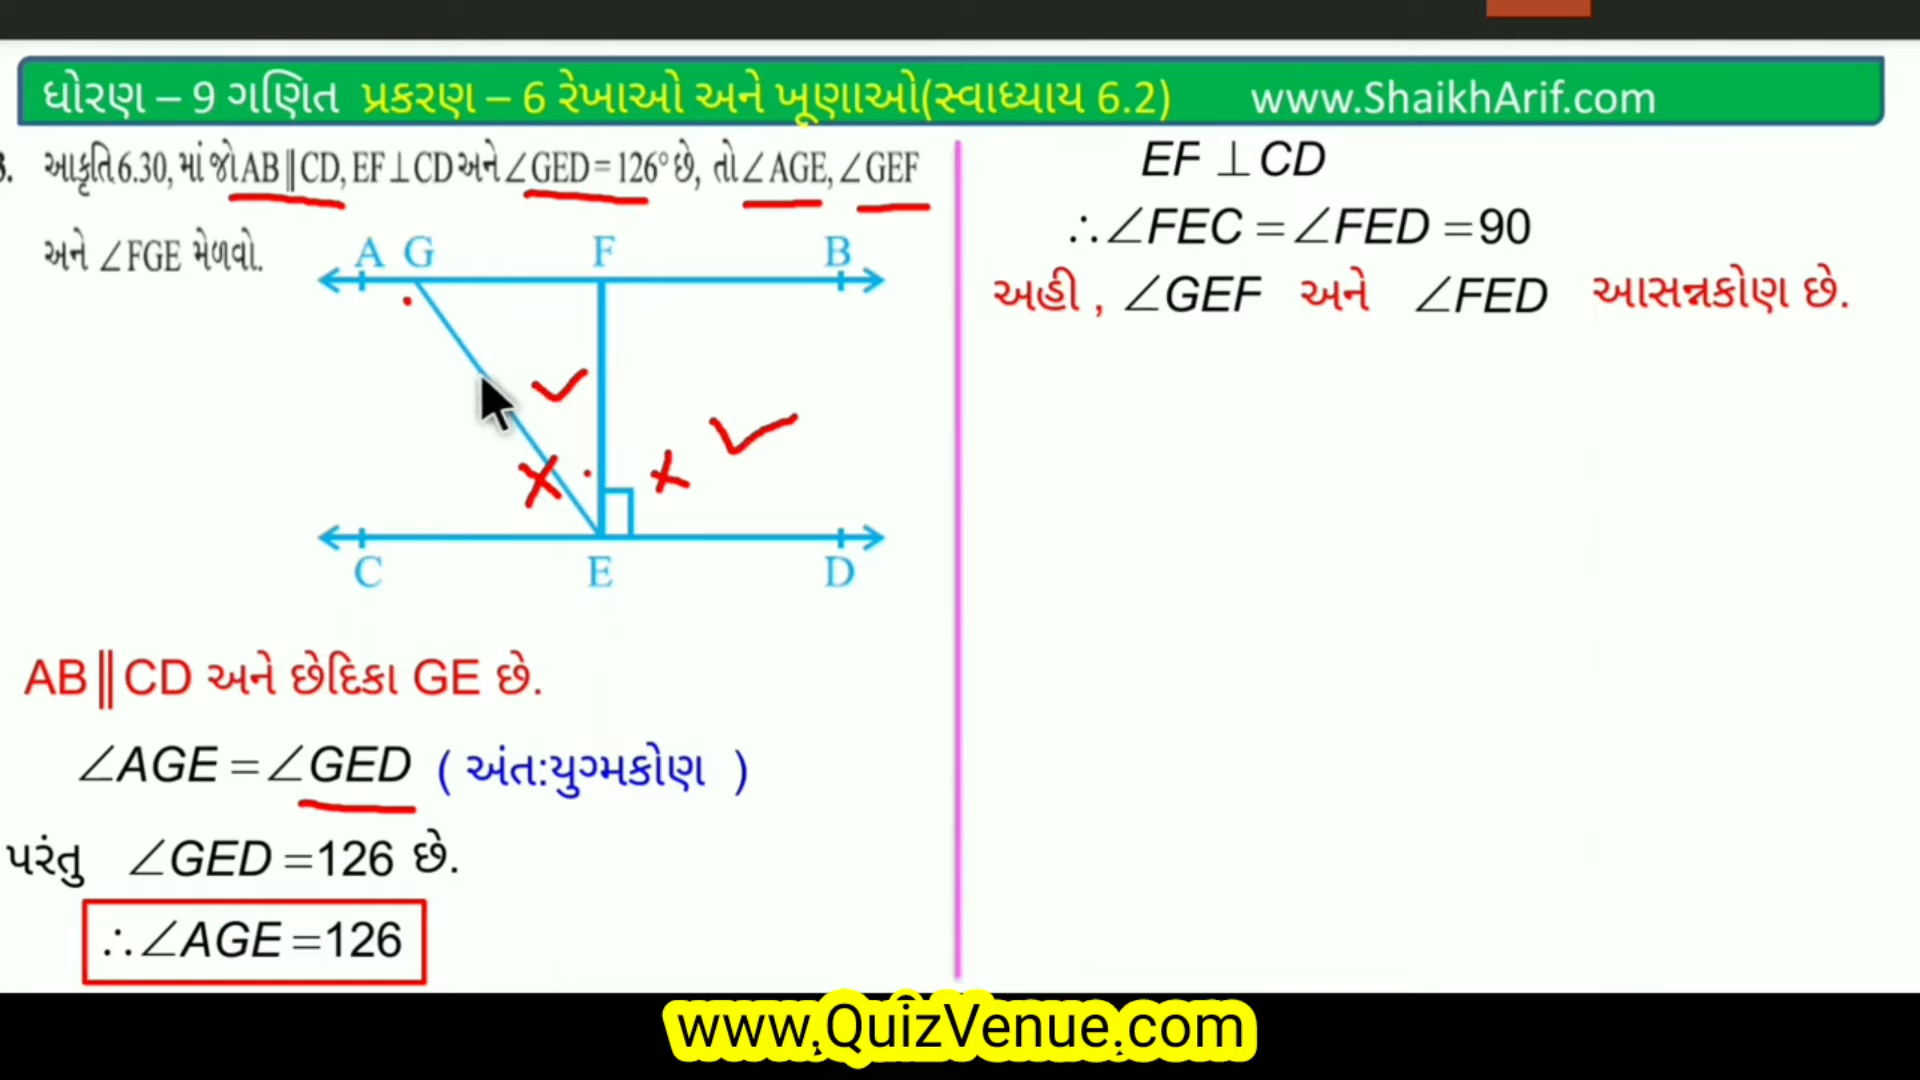 ધોરણ – 9 ગણિત પ્રકરણ – 6 રેખાઓ અને ખૂણાઓ(સ્વાધ્યાય 6.2) www.ShaikhArif.com
3. આકૃતિ 6.30, માં જો AB || CD, EF ⊥ CD અને ∠GED = 126° છે, તો ∠AGE, ∠GEF
અને ∠FGE મેળવો.
A G F B
C E D
AB || CD અને છેદિકા GE છે.
∠AGE = ∠GED ( અંત:યુગ્મકોણ )
પરંતુ ∠GED = 126 છે.
∴ ∠AGE = 126
EF ⊥ CD
∴ ∠FEC = ∠FED = 90
અહી , ∠GEF અને ∠FED આસન્નકોણ છે.
www.QuizVenue.com